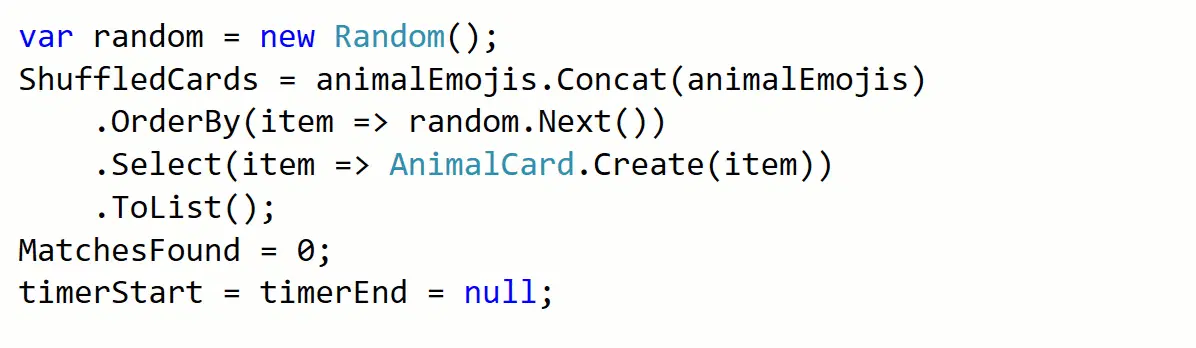 var random = new Random();
ShuffledCards = animalEmojis.Concat(animalEmojis)
    .OrderBy(item => random.Next())
    .Select(item => AnimalCard.Create(item))
    .ToList();
MatchesFound = 0;
timerStart = timerEnd = null;